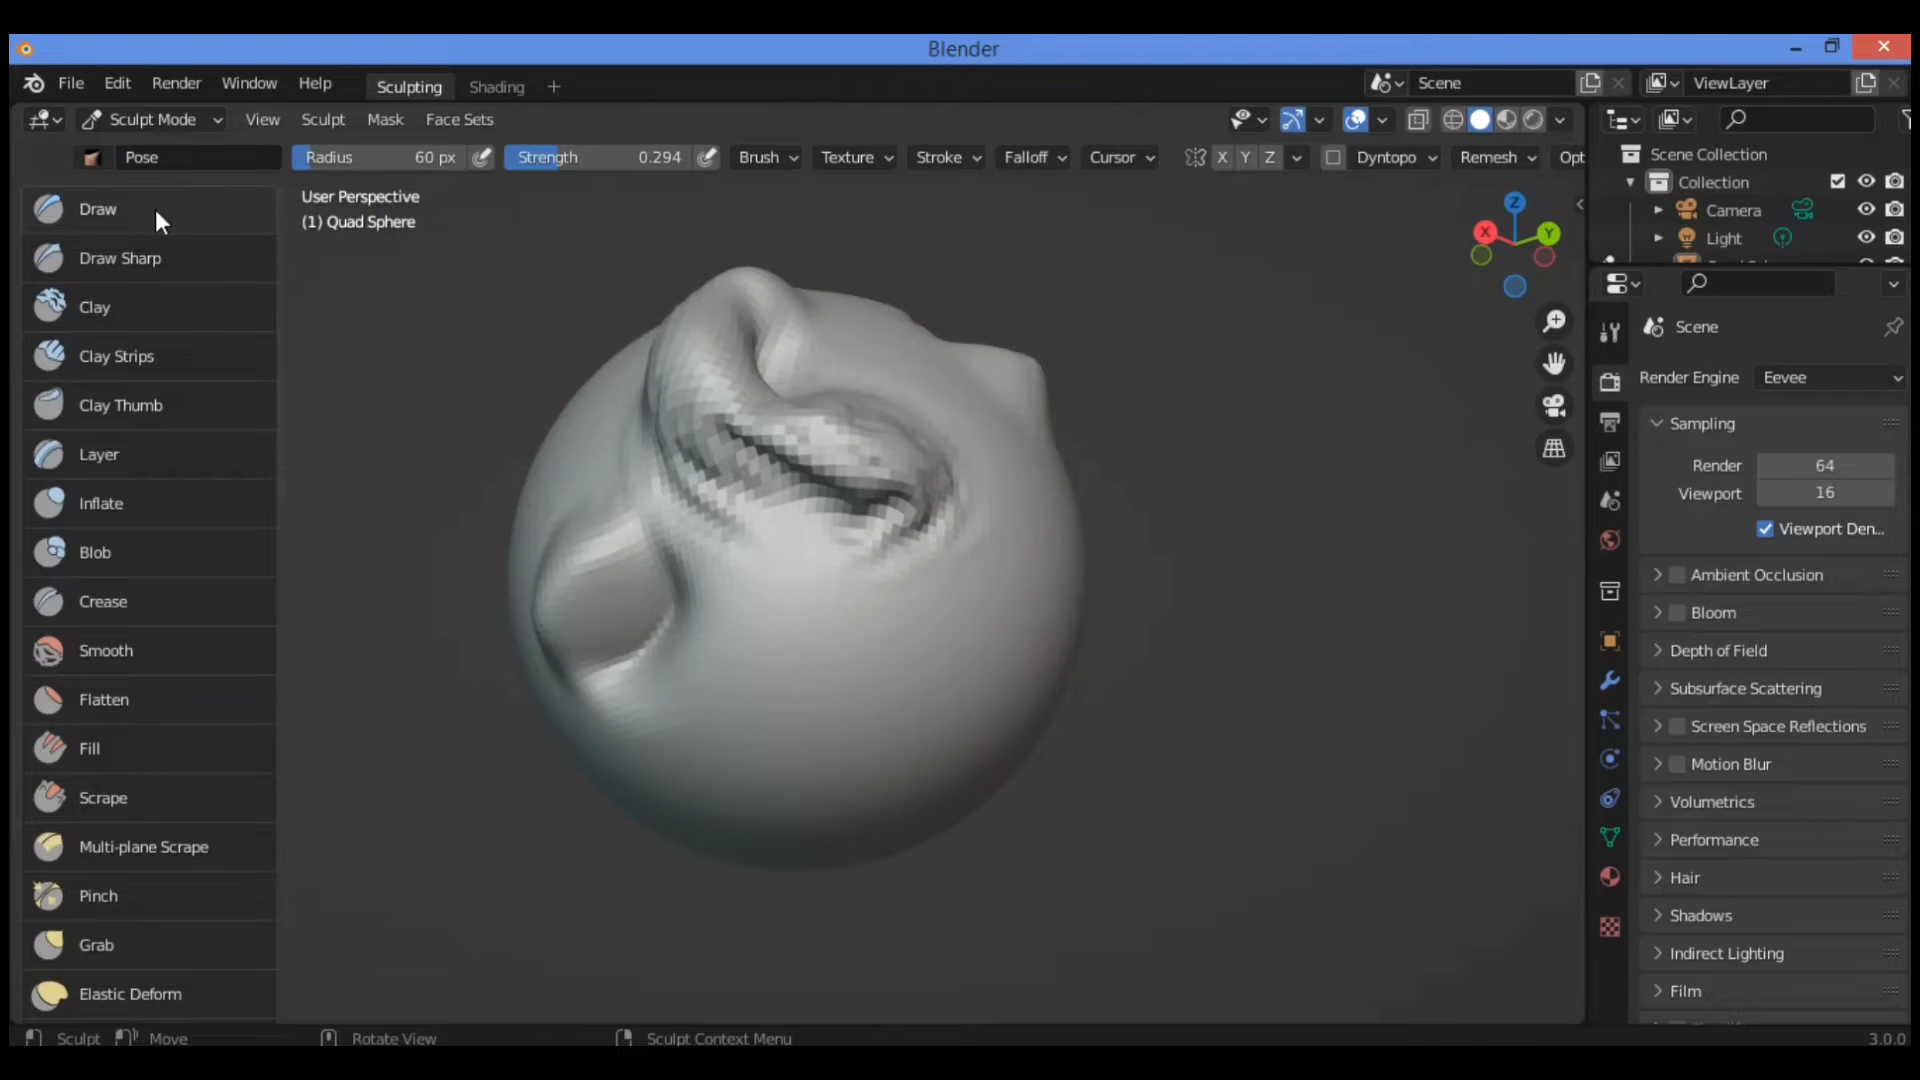 Blender
File Edit Render Window Help Sculpting Shading + Scene ViewLayer
Sculpt Mode View Sculpt Mask Face Sets
Pose Radius 60 px Strength 0.294 Brush Texture Stroke Falloff Cursor X Y Z Dyntopo Remesh Opt
User Perspective
(1) Quad Sphere
Z
X
Y
Draw
Draw Sharp
Clay
Clay Strips
Clay Thumb
Layer
Inflate
Blob
Crease
Smooth
Flatten
Fill
Scrape
Multi-plane Scrape
Pinch
Grab
Elastic Deform
Scene Collection
Collection
Camera
Light
Scene
Render Engine Eevee
Sampling
Render 64
Viewport 16
Viewport Den...
Ambient Occlusion
Bloom
Depth of Field
Subsurface Scattering
Screen Space Reflections
Motion Blur
Volumetrics
Performance
Hair
Shadows
Indirect Lighting
Film
Sculpt Move Rotate View Sculpt Context Menu 3.0.0